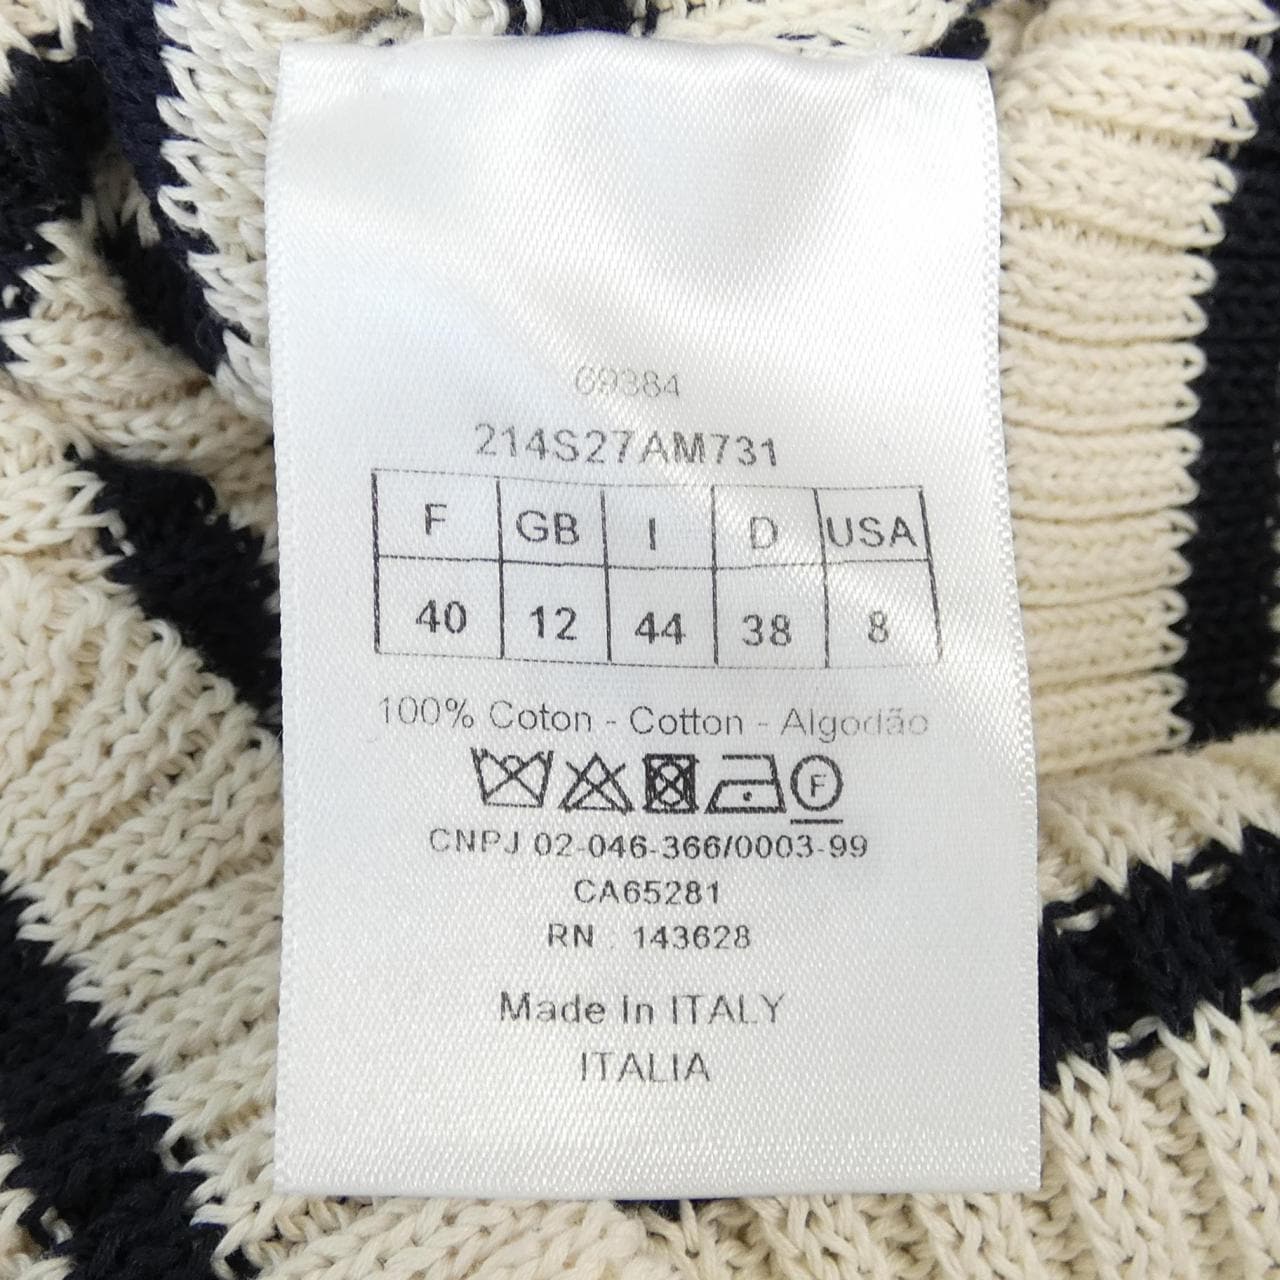 69384
214S27AM731
F GB I D USA
40 12 44 38 8
100% Coton - Cotton - Algodão
F
CNPJ 02-046-366/0003-99
CA65281
RN : 143628
Made In ITALY
ITALIA